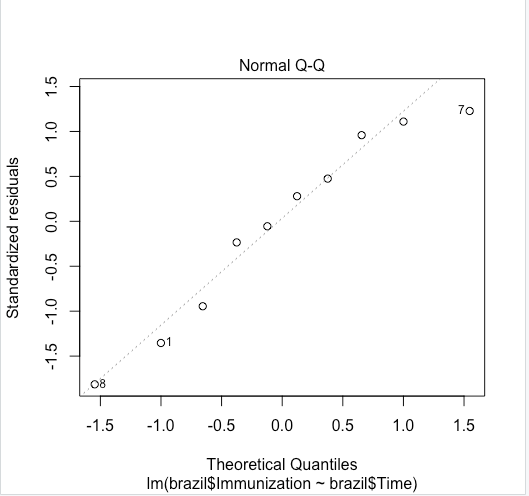 Normal Q-Q
Standardized residuals
1.5
1.0
0.5
0.0
-0.5
-1.0
-1.5
7
1
8
-1.5 -1.0 -0.5 0.0 0.5 1.0 1.5
Theoretical Quantiles
lm(brazil$Immunization ~ brazil$Time)